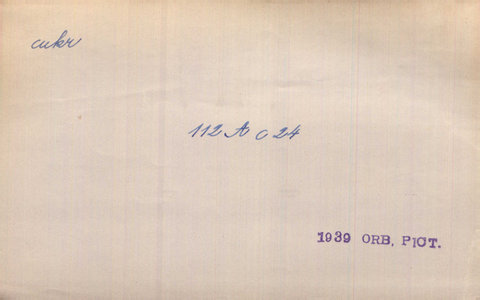 cukr
112 A c 24
1939 ORB. PICT.